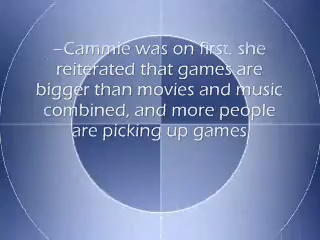 –Cammie was on first. she
reiterated that games are
bigger than movies and music
combined, and more people
are picking up games